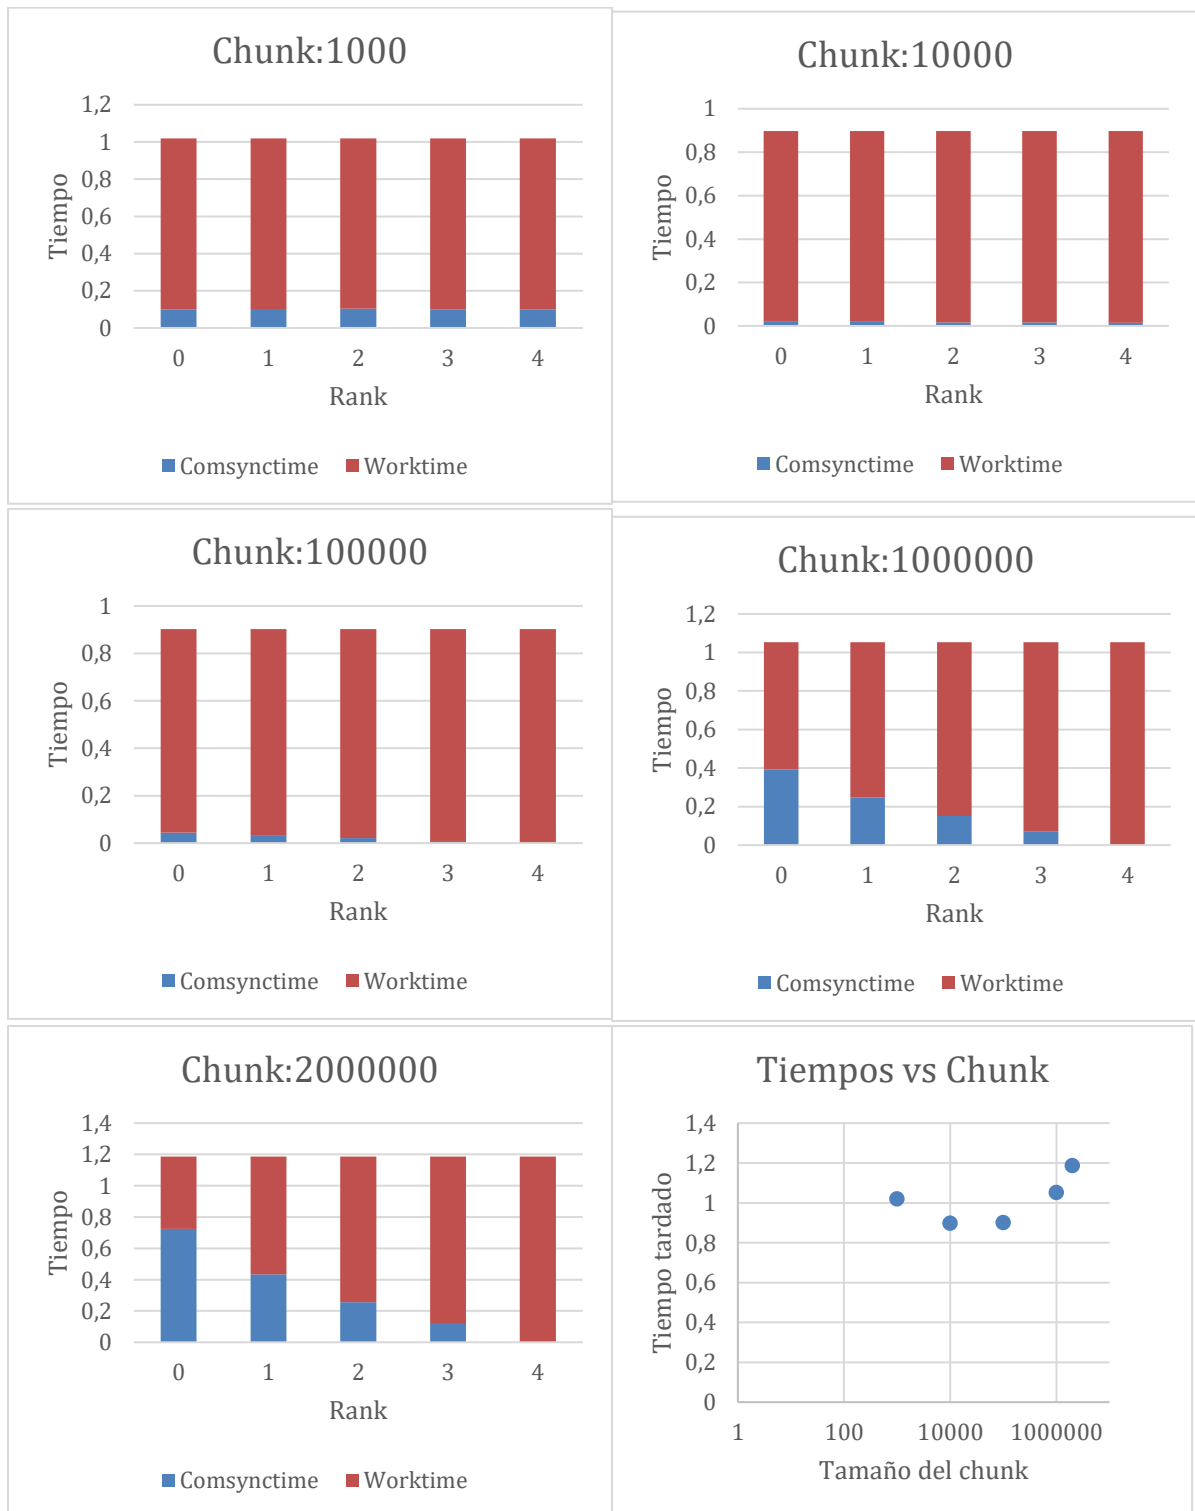 Chunk:1000
1,2
1
0,8
0,6
0,4
0,2
0
Tiempo
0 1 2 3 4
Rank
Comsynctime Worktime
Chunk:10000
1
0,8
0,6
0,4
0,2
0
Tiempo
0 1 2 3 4
Rank
Comsynctime Worktime
Chunk:100000
1
0,8
0,6
0,4
0,2
0
Tiempo
0 1 2 3 4
Rank
Comsynctime Worktime
Chunk:1000000
1,2
1
0,8
0,6
0,4
0,2
0
Tiempo
0 1 2 3 4
Rank
Comsynctime Worktime
Chunk:2000000
1,4
1,2
1
0,8
0,6
0,4
0,2
0
Tiempo
0 1 2 3 4
Rank
Comsynctime Worktime
Tiempos vs Chunk
1,4
1,2
1
0,8
0,6
0,4
0,2
0
Tiempo tardado
1 100 10000 1000000
Tamaño del chunk